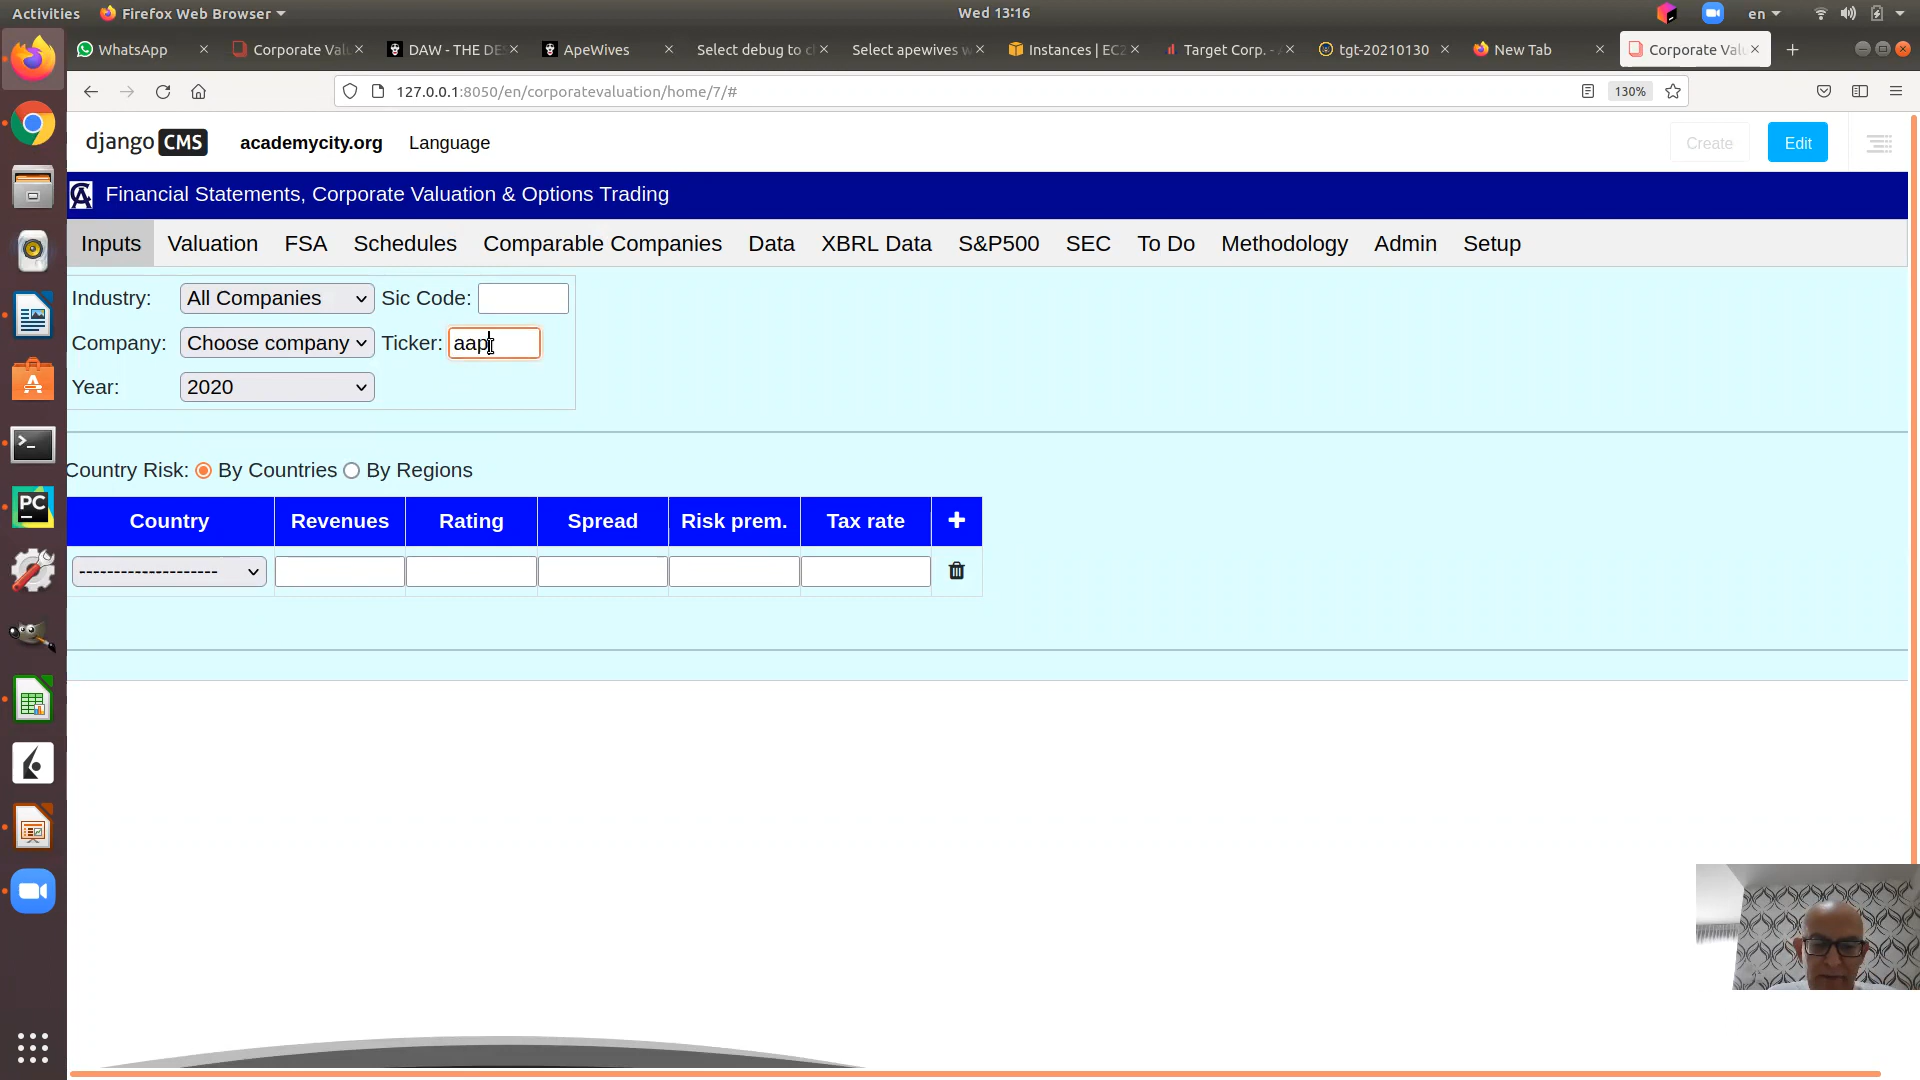 Activities Firefox Web Browser Wed 13:16 en
WhatsApp Corporate Val DAW - THE DE ApeWives Select debug to c Select apewives w Instances | EC2 Target Corp. - tgt-20210130 New Tab Corporate Val
127.0.0.1:8050/en/corporatevaluation/home/7/# 130%
django CMS academycity.org Language Create Edit
Financial Statements, Corporate Valuation & Options Trading
Inputs Valuation FSA Schedules Comparable Companies Data XBRL Data S&P500 SEC To Do Methodology Admin Setup
Industry: All Companies Sic Code:
Company: Choose company Ticker: aap
Year: 2020
Country Risk: By Countries By Regions
Country Revenues Rating Spread Risk prem. Tax rate
--------------------
PC